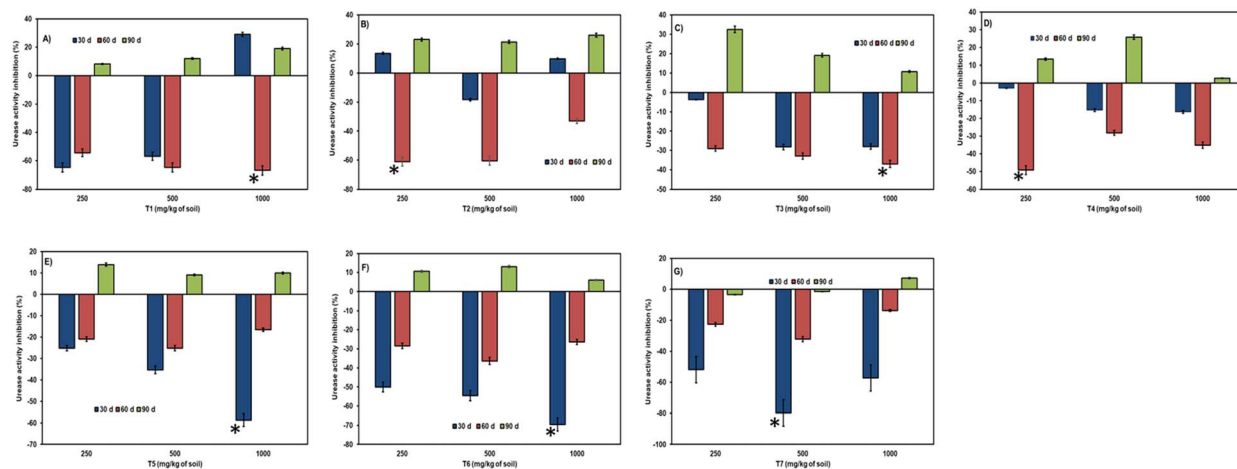 A)
30 d 60 d 90 d
Urease activity inhibition (%)
40
20
0
-20
-40
-60
-80
*
250 500 1000
T1 (mg/kg of soil)
B)
Urease activity inhibition (%)
40
20
0
-20
-40
-60
-80
30 d 60 d 90 d
*
250 500 1000
T2 (mg/kg of soil)
C)
30 d 60 d 90 d
Urease activity inhibition (%)
40
30
20
10
0
-10
-20
-30
-40
-50
*
250 500 1000
T3 (mg/kg of soil)
D)
30 d 60 d 90 d
Urease activity inhibition (%)
40
30
20
10
0
-10
-20
-30
-40
-50
-60
*
250 500 1000
T4 (mg/kg of soil)
E)
Urease activity inhibition (%)
20
10
0
-10
-20
-30
-40
-50
-60
-70
30 d 60 d 90 d
*
250 500 1000
T5 (mg/kg of soil)
F)
Urease activity inhibition (%)
20
10
0
-10
-20
-30
-40
-50
-60
-70
-80
30 d 60 d 90 d
*
250 500 1000
T6 (mg/kg of soil)
G)
30 d 60 d 90 d
Urease activity inhibition (%)
20
0
-20
-40
-60
-80
-100
*
250 500 1000
T7 (mg/kg of soil)